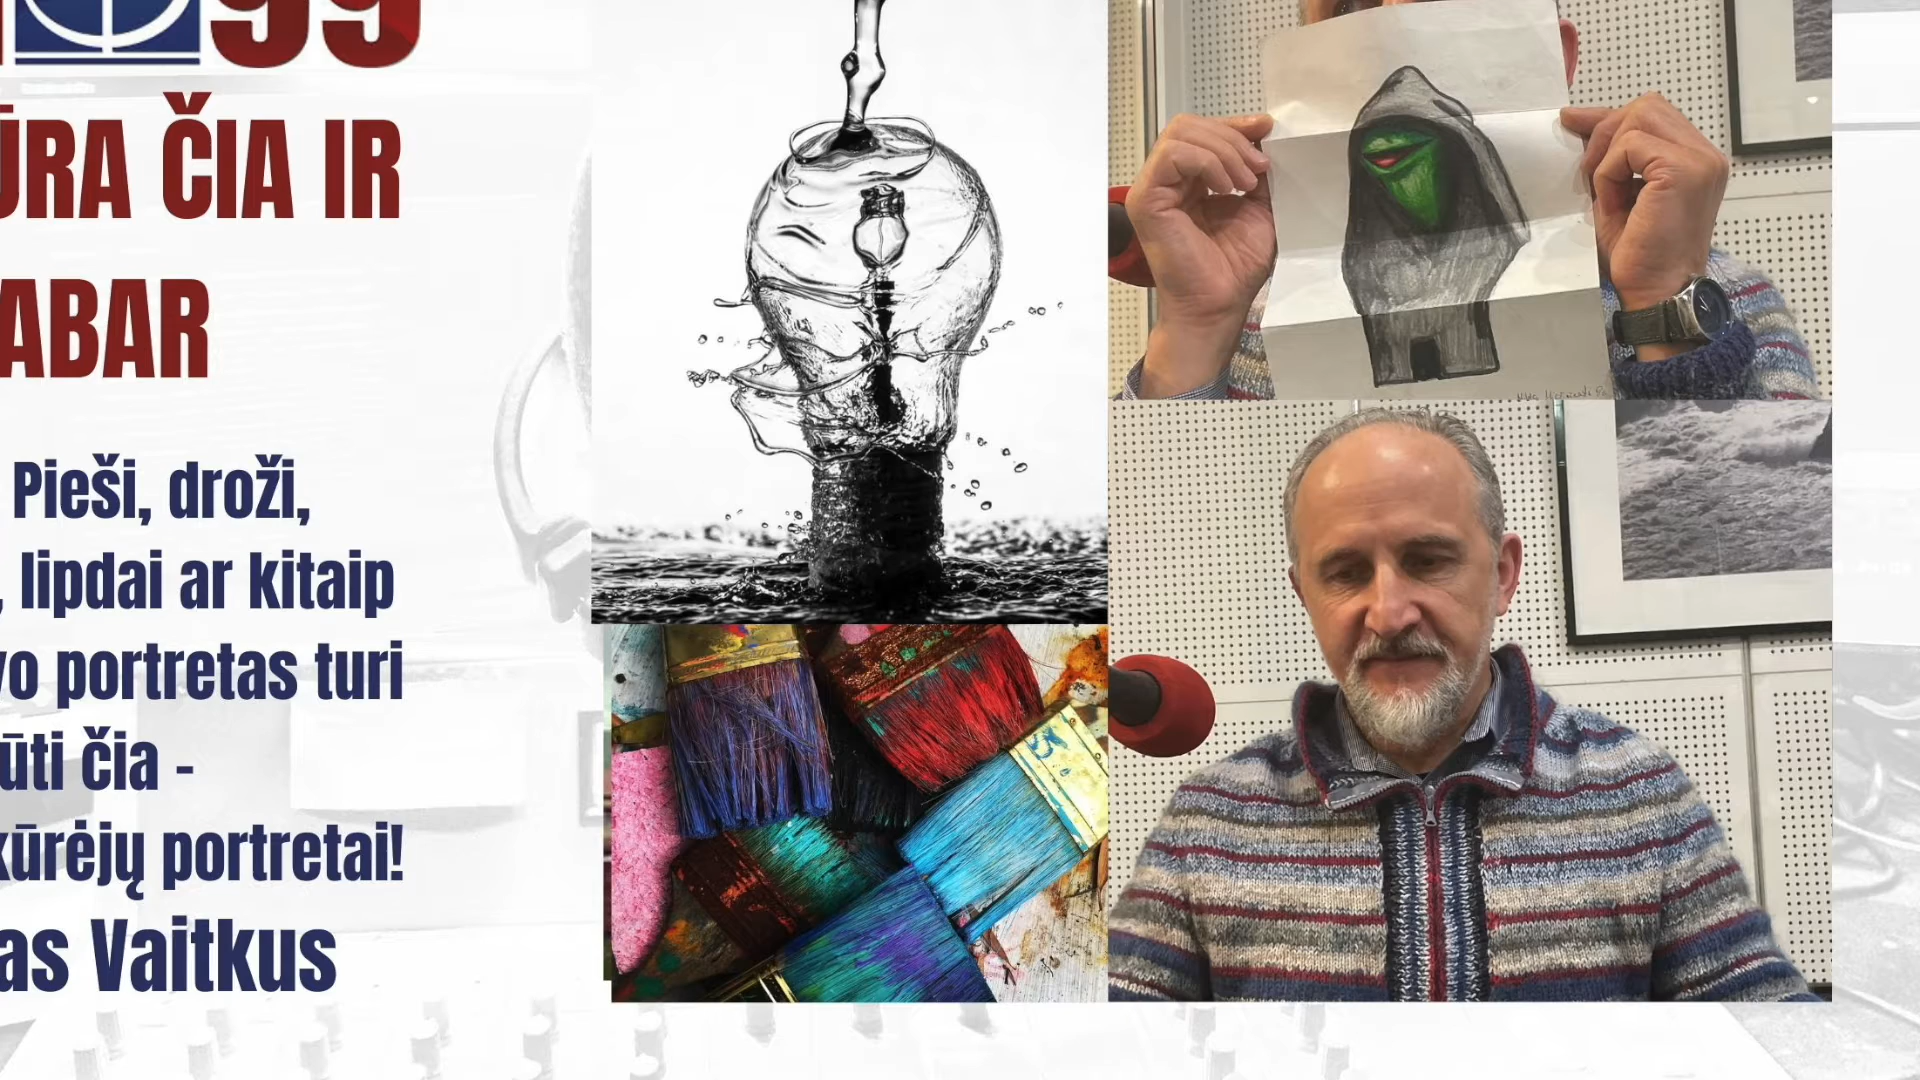 99
ŪRA ČIA IR
ABAR
Pieši, droži,
, lipdai ar kitaip
vo portretas turi
ūti čia -
kūrėjų portretai!
as Vaitkus